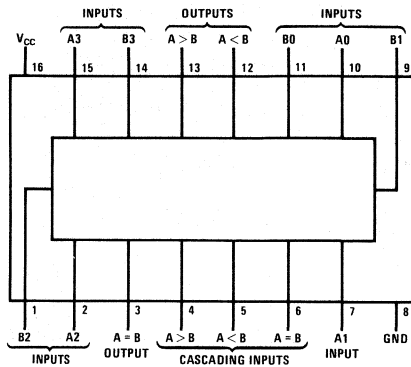 INPUTS OUTPUTS INPUTS
VCC A3 B3 A > B A < B B0 A0 B1
16 15 14 13 12 11 10 9
1 2 3 4 5 6 7 8
B2 A2 A = B A > B A < B A = B A1 GND
INPUTS OUTPUT CASCADING INPUTS INPUT